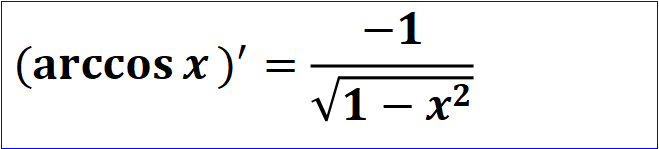 (arccos x )′ = −1 / √(1 − x²)